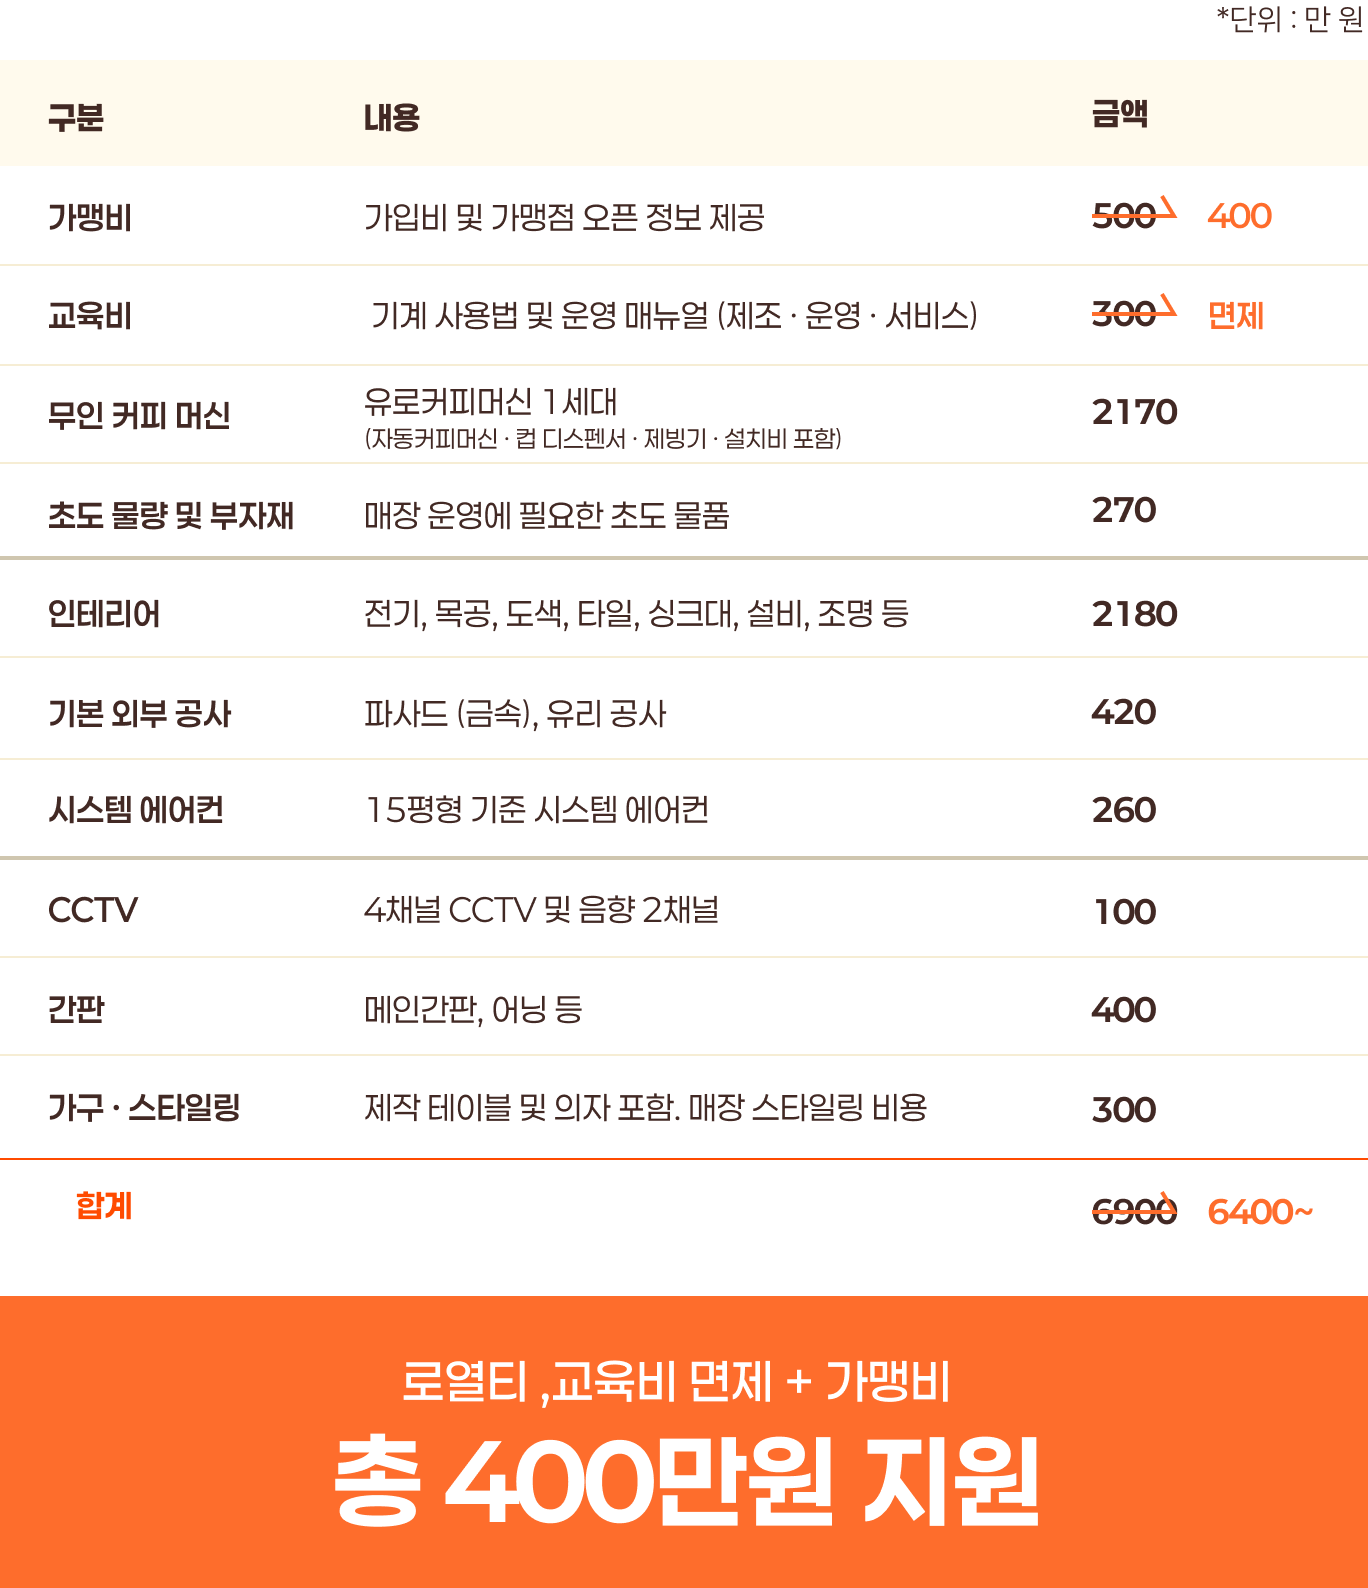 *단위 : 만 원
구분 내용 금액
가맹비 가입비 및 가맹점 오픈 정보 제공 500 400
교육비 기계 사용법 및 운영 매뉴얼 (제조 · 운영 · 서비스) 300 면제
무인 커피 머신 유로커피머신 1세대 2170
(자동커피머신 · 컵 디스펜서 · 제빙기 · 설치비 포함)
초도 물량 및 부자재 매장 운영에 필요한 초도 물품 270
인테리어 전기, 목공, 도색, 타일, 싱크대, 설비, 조명 등 2180
기본 외부 공사 파사드 (금속), 유리 공사 420
시스템 에어컨 15평형 기준 시스템 에어컨 260
CCTV 4채널 CCTV 및 음향 2채널 100
간판 메인간판, 어닝 등 400
가구 · 스타일링 제작 테이블 및 의자 포함. 매장 스타일링 비용 300
합계 6900 6400~
로열티 ,교육비 면제 + 가맹비
총 400만원 지원